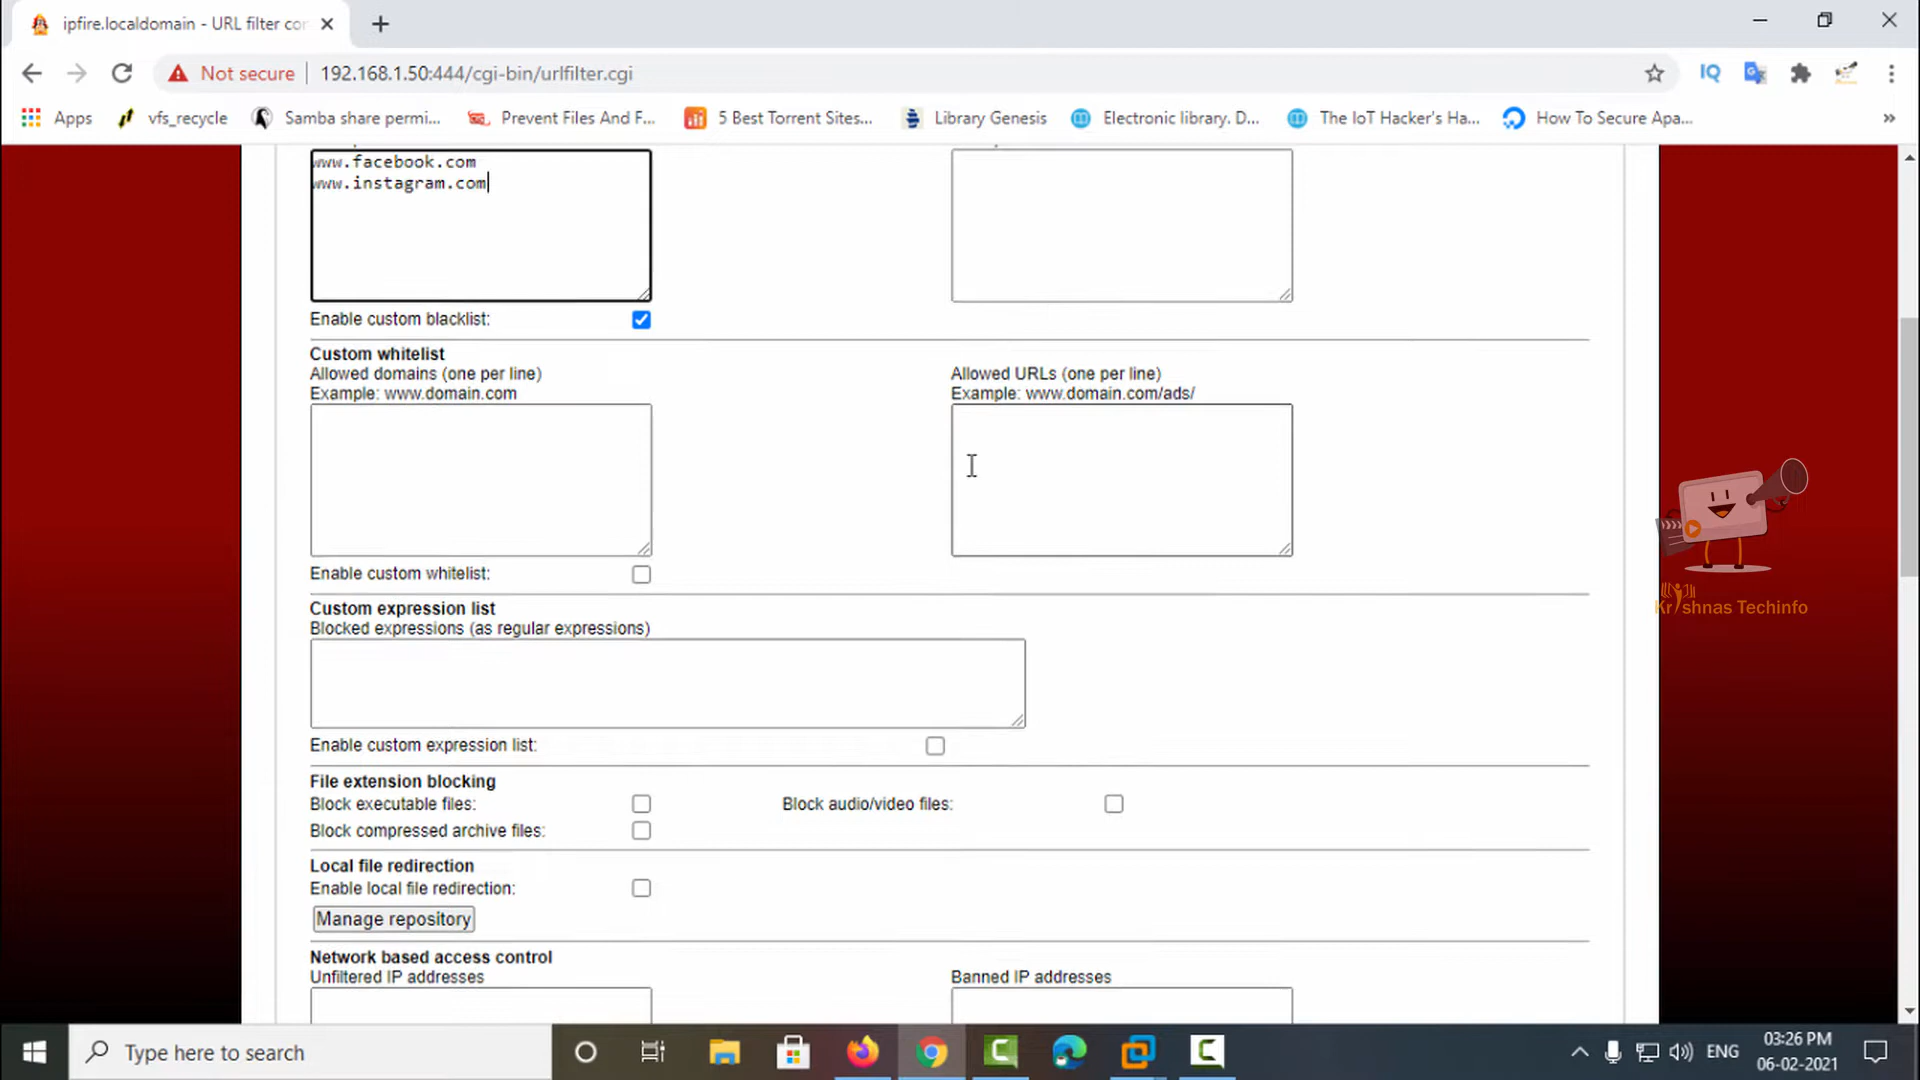 ipfire.localdomain - URL filter co
Not secure
192.168.1.50:444/cgi-bin/urlfilter.cgi
IQ
Apps
vfs_recycle
Samba share permi...
Prevent Files And F...
5 Best Torrent Sites...
Library Genesis
Electronic library. D...
The IoT Hacker's Ha...
How To Secure Apa...
»
www.facebook.com
www.instagram.com
Enable custom blacklist:
Custom whitelist
Allowed domains (one per line)
Allowed URLs (one per line)
Example: www.domain.com
Example: www.domain.com/ads/
Enable custom whitelist:
Custom expression list
Blocked expressions (as regular expressions)
Enable custom expression list:
File extension blocking
Block executable files:
Block audio/video files:
Block compressed archive files:
Local file redirection
Enable local file redirection:
Manage repository
Network based access control
Unfiltered IP addresses
Banned IP addresses
Krishnas Techinfo
Type here to search
ENG
03:26 PM
06-02-2021